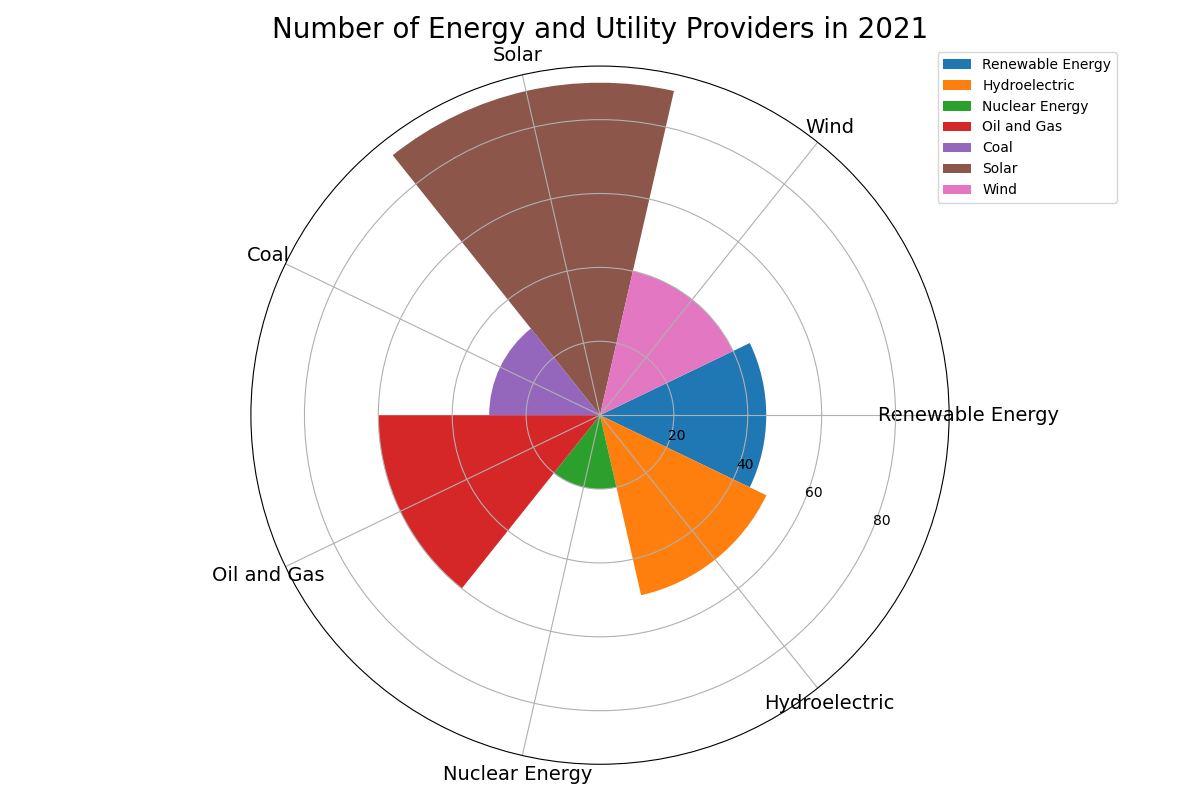 Number of Energy and Utility Providers in 2021
Solar
Wind
Coal
Renewable Energy
20
40
60
80
Oil and Gas
Hydroelectric
Nuclear Energy
Renewable Energy
Hydroelectric
Nuclear Energy
Oil and Gas
Coal
Solar
Wind